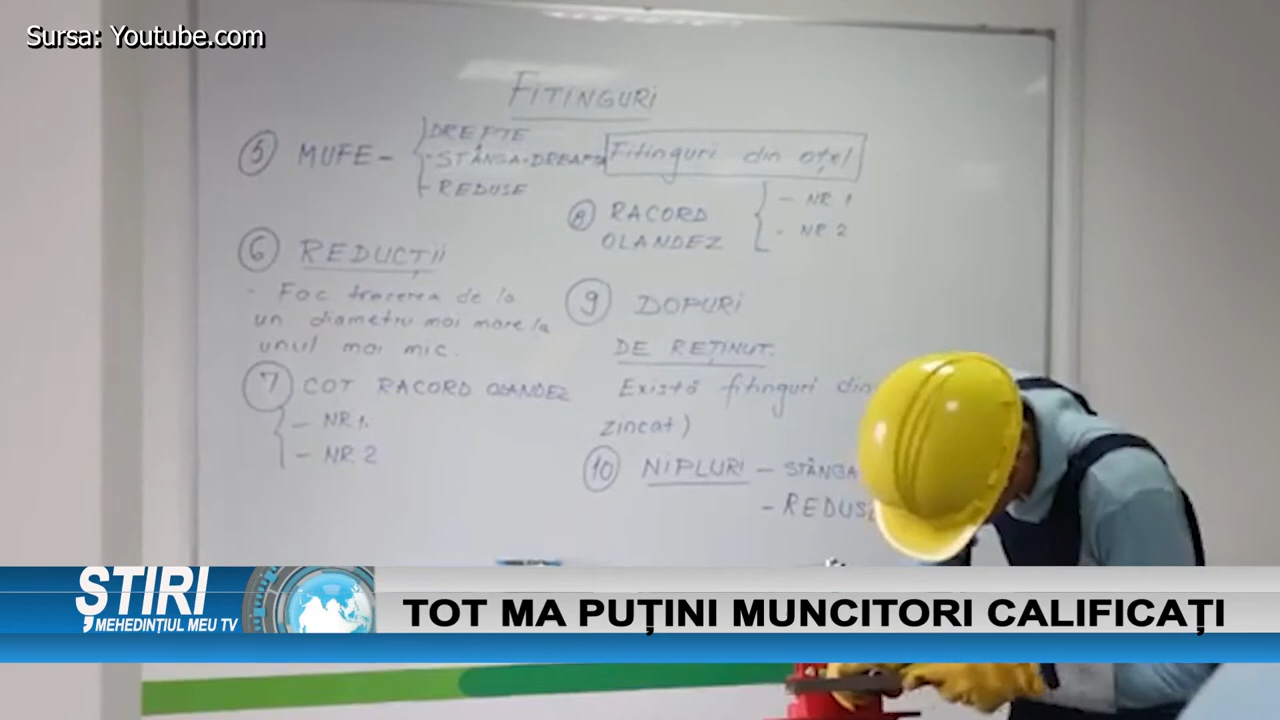 Sursa: Youtube.com
FITINGURI
5 MUFE - DREPTE
- STÂNGA-DREAPTA
- REDUSE
Fitinguri din oțel
8 RACORD OLANDEZ
- NR 1
- NR 2
6 REDUCȚII
- Fac trecerea de la
un diametru mai mare la
unul mai mic.
7 COT RACORD OLANDEZ
- NR 1.
- NR 2
9 DOPURI
DE REȚINUT.
Există fitinguri din
zincat)
10 NIPLURI - STÂNGA
- REDUSE
ȘTIRI
MEHEDINȚIUL MEU TV
TOT MA PUȚINI MUNCITORI CALIFICAȚI